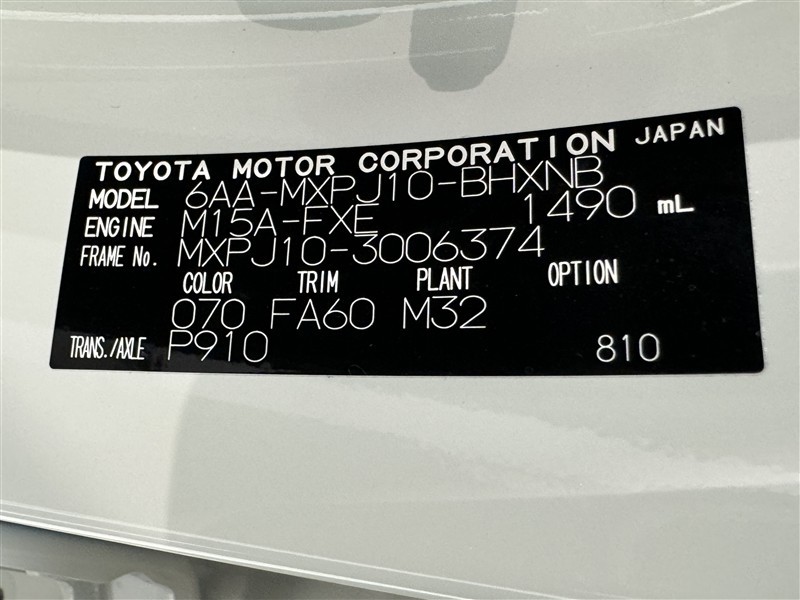 TOYOTA MOTOR CORPORATION JAPAN
MODEL 6AA-MXPJ10-BHXNB
ENGINE M15A-FXE 1490 mL
FRAME No. MXPJ10-3006374
COLOR TRIM PLANT OPTION
070 FA60 M32
TRANS./AXLE P910 810